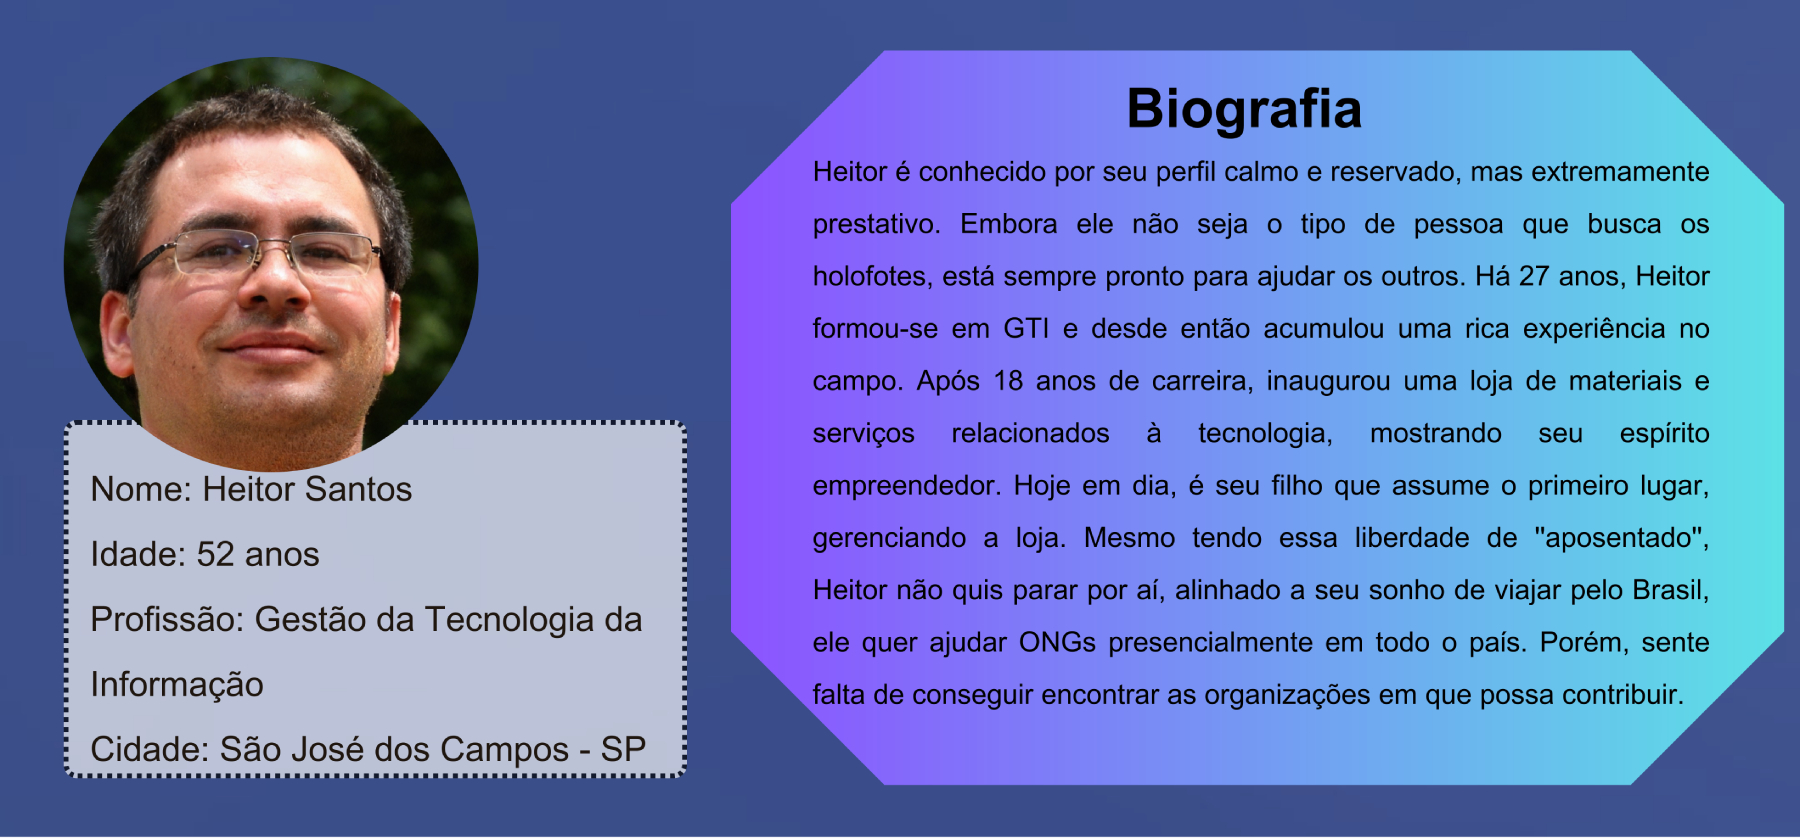 Nome: Heitor Santos
Idade: 52 anos
Profissão: Gestão da Tecnologia da
Informação
Cidade: São José dos Campos - SP
Biografia
Heitor é conhecido por seu perfil calmo e reservado, mas extremamente
prestativo. Embora ele não seja o tipo de pessoa que busca os
holofotes, está sempre pronto para ajudar os outros. Há 27 anos, Heitor
formou-se em GTI e desde então acumulou uma rica experiência no
campo. Após 18 anos de carreira, inaugurou uma loja de materiais e
serviços relacionados à tecnologia, mostrando seu espírito
empreendedor. Hoje em dia, é seu filho que assume o primeiro lugar,
gerenciando a loja. Mesmo tendo essa liberdade de "aposentado",
Heitor não quis parar por aí, alinhado a seu sonho de viajar pelo Brasil,
ele quer ajudar ONGs presencialmente em todo o país. Porém, sente
falta de conseguir encontrar as organizações em que possa contribuir.